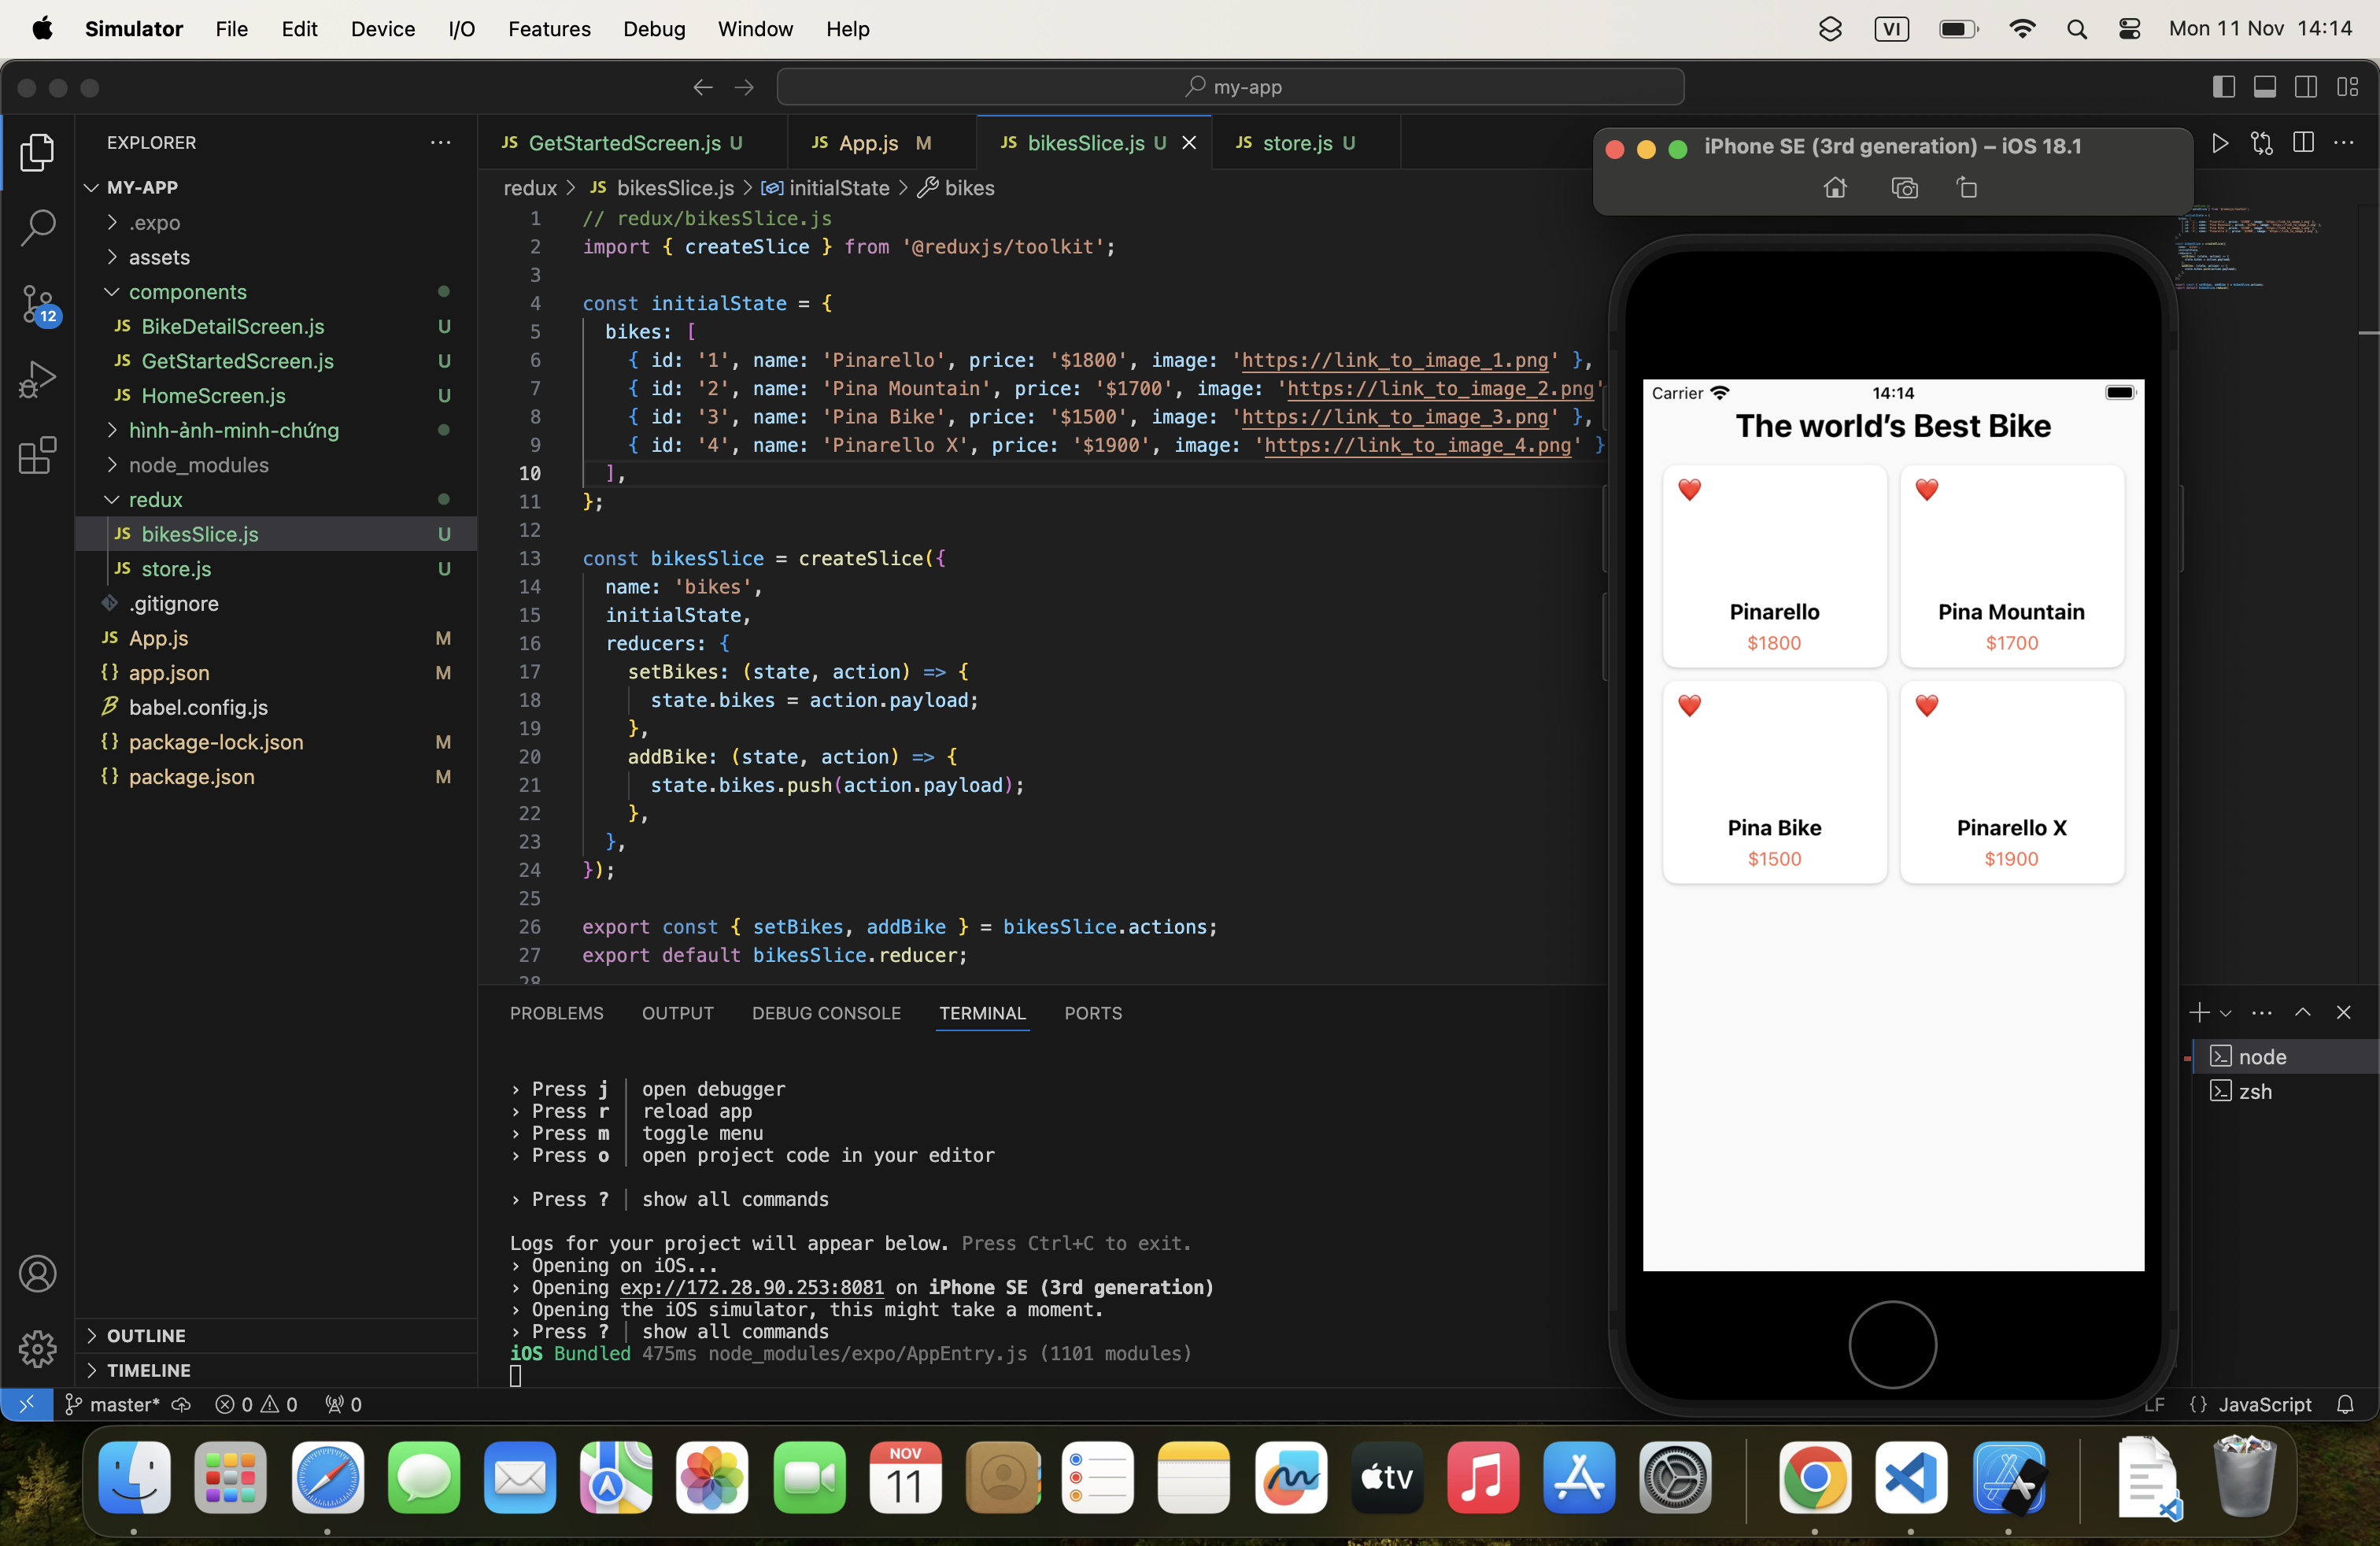 Simulator File Edit Device I/O Features Debug Window Help VI Mon 11 Nov 14:14
my-app
EXPLORER
MY-APP
.expo
assets
components
JS BikeDetailScreen.js U
JS GetStartedScreen.js U
JS HomeScreen.js U
hình-ảnh-minh-chứng
node_modules
redux
JS bikesSlice.js U
JS store.js U
.gitignore
JS App.js M
{} app.json M
babel.config.js
{} package-lock.json M
{} package.json M
OUTLINE
TIMELINE
12
JS GetStartedScreen.js U JS App.js M JS bikesSlice.js U JS store.js U
redux > JS bikesSlice.js > initialState > bikes
1 // redux/bikesSlice.js
2 import { createSlice } from '@reduxjs/toolkit';
3
4 const initialState = {
5 bikes: [
6 { id: '1', name: 'Pinarello', price: '$1800', image: 'https://link_to_image_1.png' },
7 { id: '2', name: 'Pina Mountain', price: '$1700', image: 'https://link_to_image_2.png'
8 { id: '3', name: 'Pina Bike', price: '$1500', image: 'https://link_to_image_3.png' },
9 { id: '4', name: 'Pinarello X', price: '$1900', image: 'https://link_to_image_4.png' }
10 ],
11 };
12
13 const bikesSlice = createSlice({
14 name: 'bikes',
15 initialState,
16 reducers: {
17 setBikes: (state, action) => {
18 state.bikes = action.payload;
19 },
20 addBike: (state, action) => {
21 state.bikes.push(action.payload);
22 },
23 },
24 });
25
26 export const { setBikes, addBike } = bikesSlice.actions;
27 export default bikesSlice.reducer;
28
PROBLEMS OUTPUT DEBUG CONSOLE TERMINAL PORTS
› Press j │ open debugger
› Press r │ reload app
› Press m │ toggle menu
› Press o │ open project code in your editor
› Press ? │ show all commands
Logs for your project will appear below. Press Ctrl+C to exit.
› Opening on iOS...
› Opening exp://172.28.90.253:8081 on iPhone SE (3rd generation)
› Opening the iOS simulator, this might take a moment.
› Press ? │ show all commands
iOS Bundled 475ms node_modules/expo/AppEntry.js (1101 modules)
node
zsh
master* 0 0 0 LF {} JavaScript
iPhone SE (3rd generation) – iOS 18.1
Carrier 14:14
The world’s Best Bike
Pinarello
$1800
Pina Mountain
$1700
Pina Bike
$1500
Pinarello X
$1900
NOV
11
tv